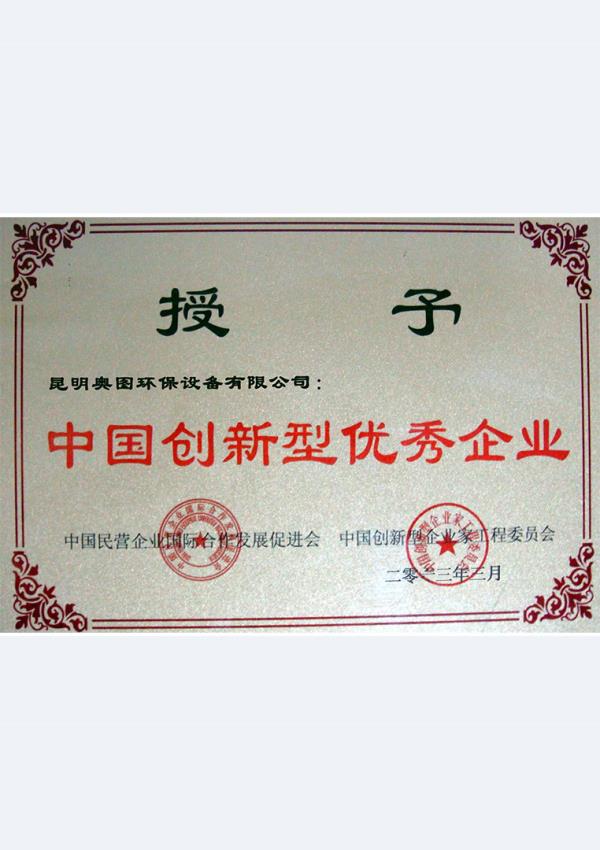 授予
昆明奥图环保设备有限公司：
中国创新型优秀企业
中国民营企业国际合作发展促进会 中国创新型企业家工程委员会
二零一三年三月